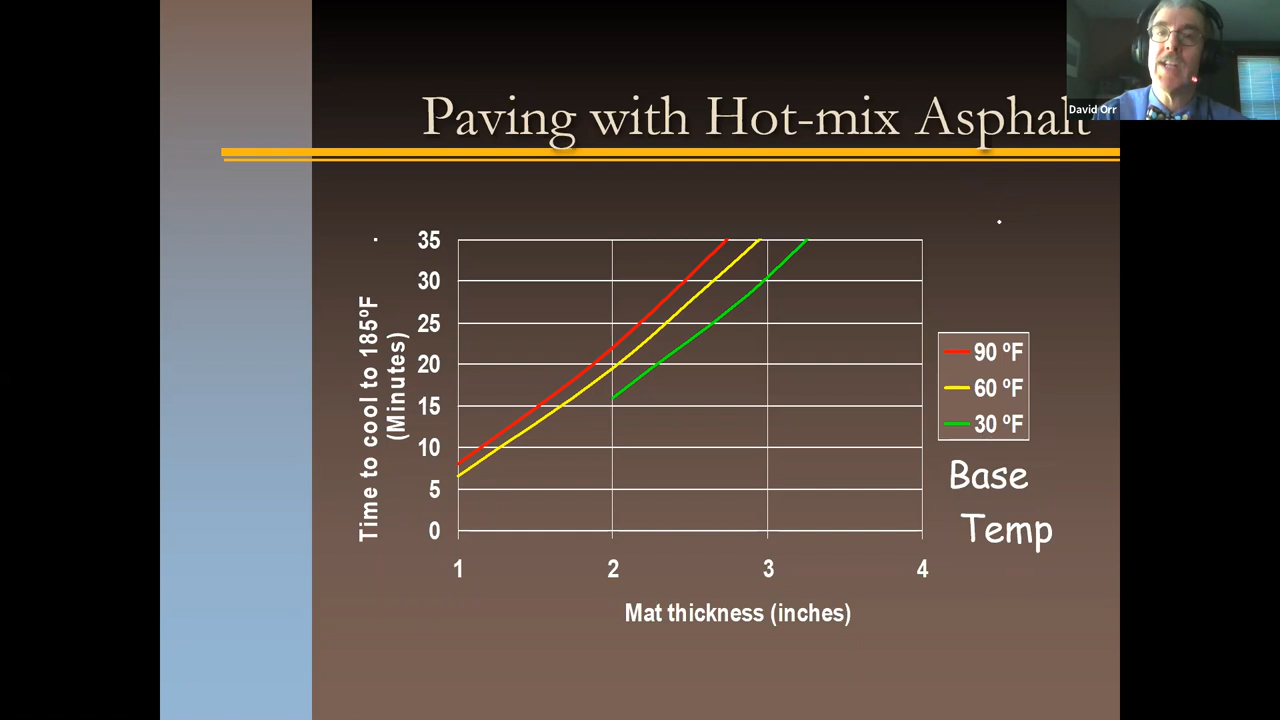 David Orr
Paving with Hot-mix Asphalt
35
30
25
20
15
10
5
0
Time to cool to 185ºF
(Minutes)
1 2 3 4
Mat thickness (inches)
90 ºF
60 ºF
30 ºF
Base
Temp